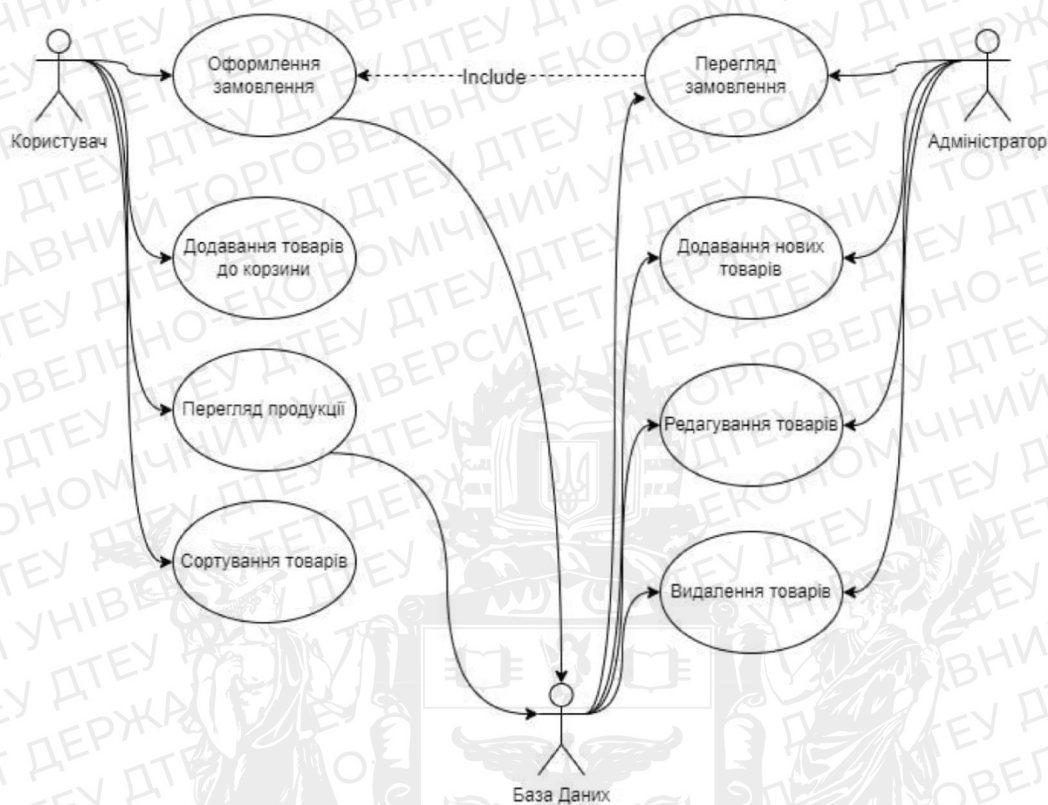 Оформлення
замовлення
Include
Перегляд
замовлення
Користувач
Адміністратор
Додавання товарів
до корзини
Додавання нових
товарів
Перегляд продукції
Редагування товарів
Сортування товарів
Видалення товарів
База Даних